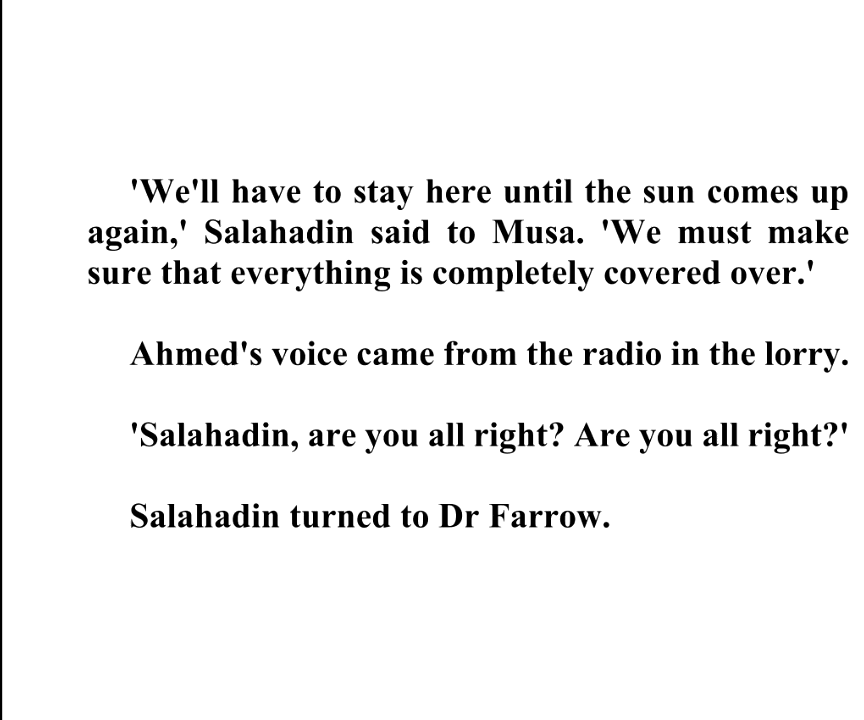 'We'll have to stay here until the sun comes up
again,' Salahadin said to Musa. 'We must make
sure that everything is completely covered over.'
Ahmed's voice came from the radio in the lorry.
'Salahadin, are you all right? Are you all right?'
Salahadin turned to Dr Farrow.